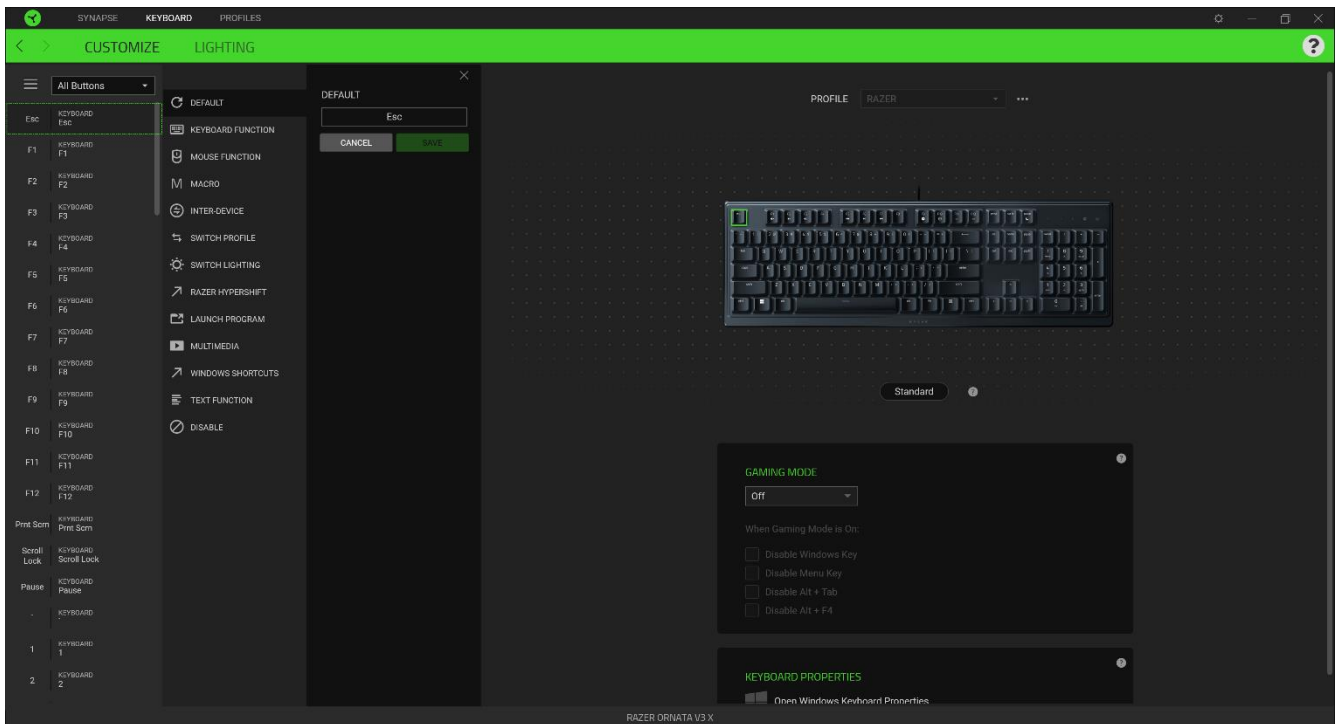 SYNAPSE KEYBOARD PROFILES
CUSTOMIZE LIGHTING
?
All Buttons
Esc KEYBOARD
Esc
F1 KEYBOARD
F1
F2 KEYBOARD
F2
F3 KEYBOARD
F3
F4 KEYBOARD
F4
F5 KEYBOARD
F5
F6 KEYBOARD
F6
F7 KEYBOARD
F7
F8 KEYBOARD
F8
F9 KEYBOARD
F9
F10 KEYBOARD
F10
F11 KEYBOARD
F11
F12 KEYBOARD
F12
Prnt Scrn KEYBOARD
Prnt Scrn
Scroll Lock KEYBOARD
Scroll Lock
Pause KEYBOARD
Pause
` KEYBOARD
`
1 KEYBOARD
1
2 KEYBOARD
2
DEFAULT
KEYBOARD FUNCTION
MOUSE FUNCTION
M MACRO
INTER-DEVICE
SWITCH PROFILE
SWITCH LIGHTING
RAZER HYPERSHIFT
LAUNCH PROGRAM
MULTIMEDIA
WINDOWS SHORTCUTS
TEXT FUNCTION
DISABLE
DEFAULT
Esc
CANCEL SAVE
PROFILE RAZER
Standard ?
GAMING MODE ?
Off
When Gaming Mode is On:
Disable Windows Key
Disable Menu Key
Disable Alt + Tab
Disable Alt + F4
KEYBOARD PROPERTIES ?
Open Windows Keyboard Properties
RAZER ORNATA V3 X